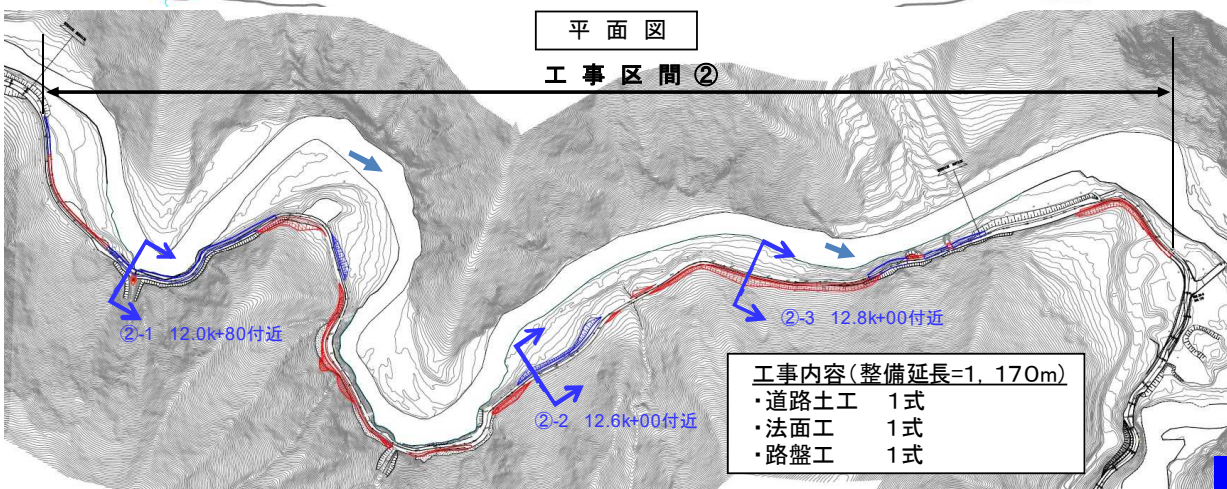 平 面 図
工 事 区 間 ②
②-1 12.0k+80付近
②-2 12.6k+00付近
②-3 12.8k+00付近
工事内容(整備延長=1, 170m)
・道路土工 1式
・法面工 1式
・路盤工 1式